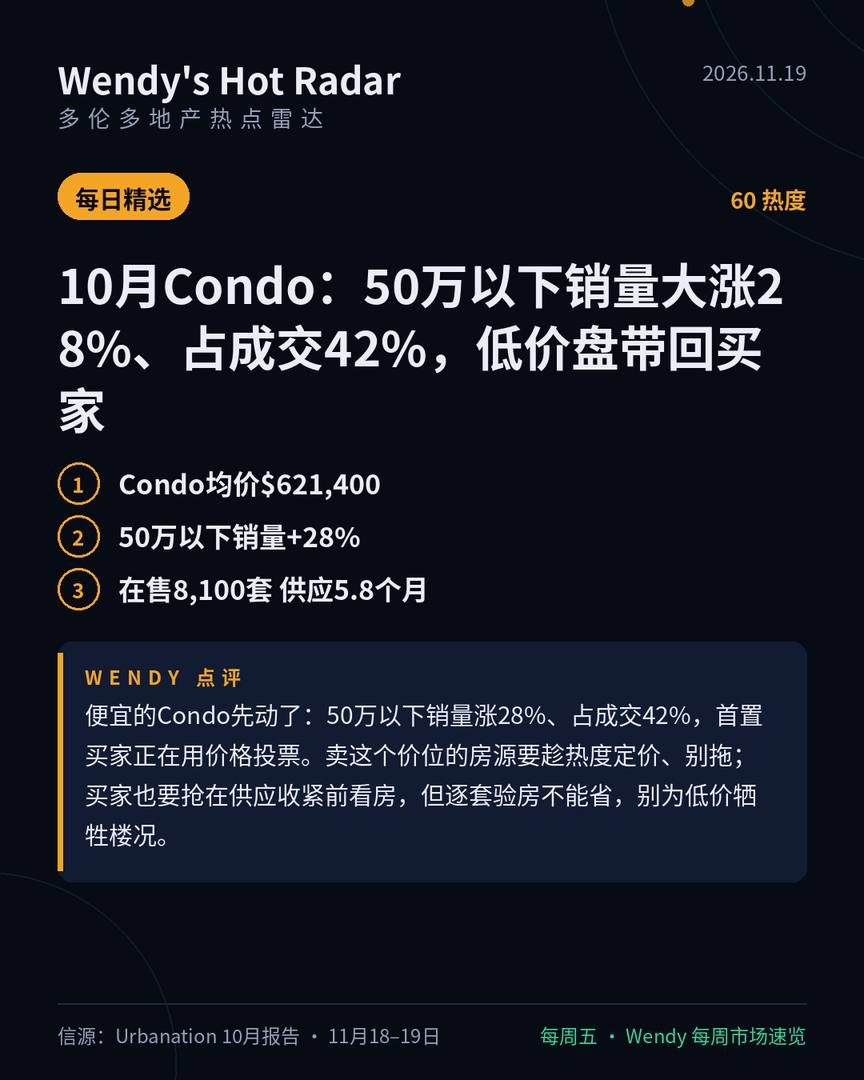 Wendy's Hot Radar
2026.11.19
多伦多地产热点雷达
每日精选
60 热度
10月Condo：50万以下销量大涨2
8%、占成交42%，低价盘带回买
家
1 Condo均价$621,400
2 50万以下销量+28%
3 在售8,100套 供应5.8个月
WENDY 点评
便宜的Condo先动了：50万以下销量涨28%、占成交42%，首置
买家正在用价格投票。卖这个价位的房源要趁热度定价、别拖；
买家也要抢在供应收紧前看房，但逐套验房不能省，别为低价牺
牲楼况。
信源：Urbanation 10月报告 · 11月18–19日
每周五 · Wendy 每周市场速览